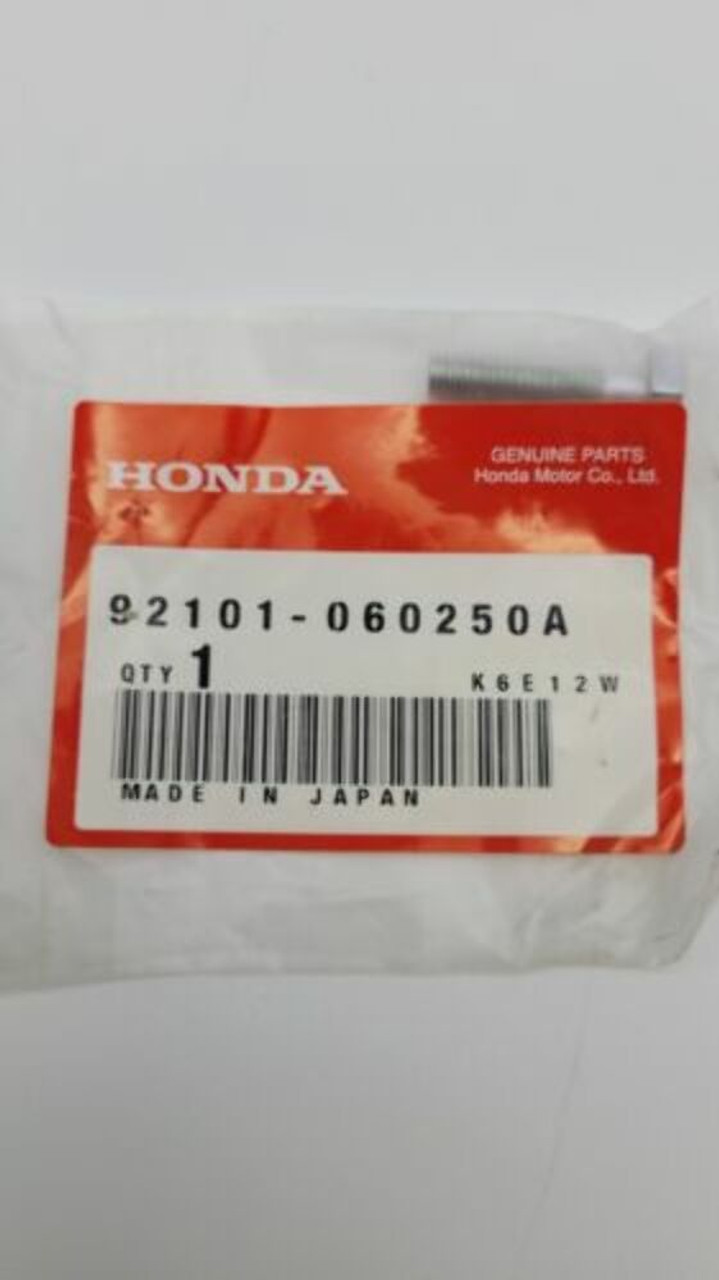 HONDA
GENUINE PARTS
Honda Motor Co., Ltd.
92101-060250A
QTY 1
K6E12W
MADE IN JAPAN